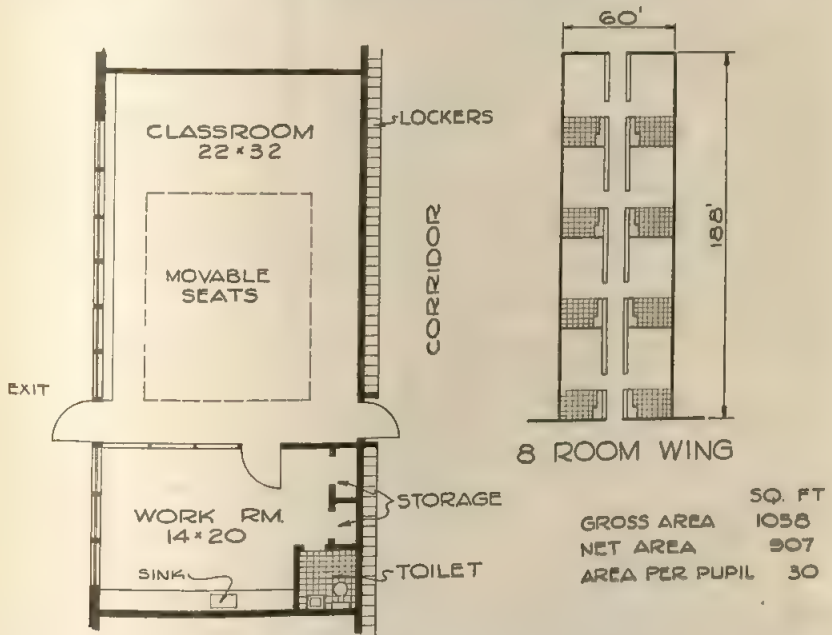 CLASSROOM
22 × 32
LOCKERS
MOVABLE
SEATS
CORRIDOR
EXIT
WORK RM.
14 × 20
STORAGE
SINK
TOILET
60'
188'
8 ROOM WING
SQ. FT
GROSS AREA 1058
NET AREA 907
AREA PER PUPIL 30